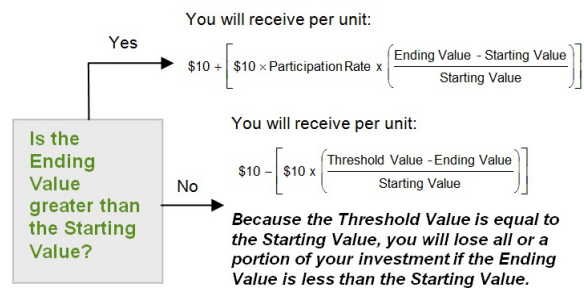 You will receive per unit:
Yes
$10 + [ $10 × Participation Rate x ( Ending Value - Starting Value
Starting Value ) ]
Is the
Ending
Value
greater than
the Starting
Value?
You will receive per unit:
No
$10 – [ $10 x ( Threshold Value - Ending Value
Starting Value ) ]
Because the Threshold Value is equal to
the Starting Value, you will lose all or a
portion of your investment if the Ending
Value is less than the Starting Value.